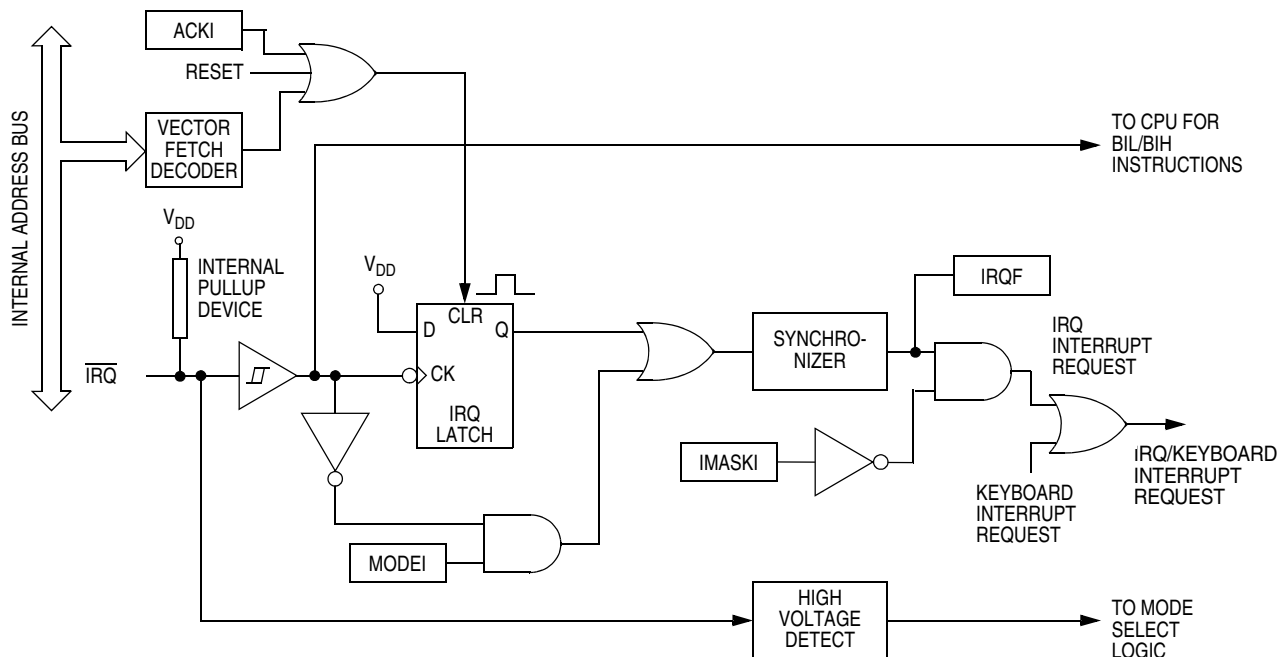 INTERNAL ADDRESS BUS
ACKI
RESET
VECTOR
FETCH
DECODER
TO CPU FOR
BIL/BIH
INSTRUCTIONS
VDD
INTERNAL
PULLUP
DEVICE
IRQ
VDD
D
CLR
Q
CK
IRQ
LATCH
SYNCHRO-
NIZER
IRQF
IRQ
INTERRUPT
REQUEST
IMASKI
KEYBOARD
INTERRUPT
REQUEST
IRQ/KEYBOARD
INTERRUPT
REQUEST
MODEI
HIGH
VOLTAGE
DETECT
TO MODE
SELECT
LOGIC